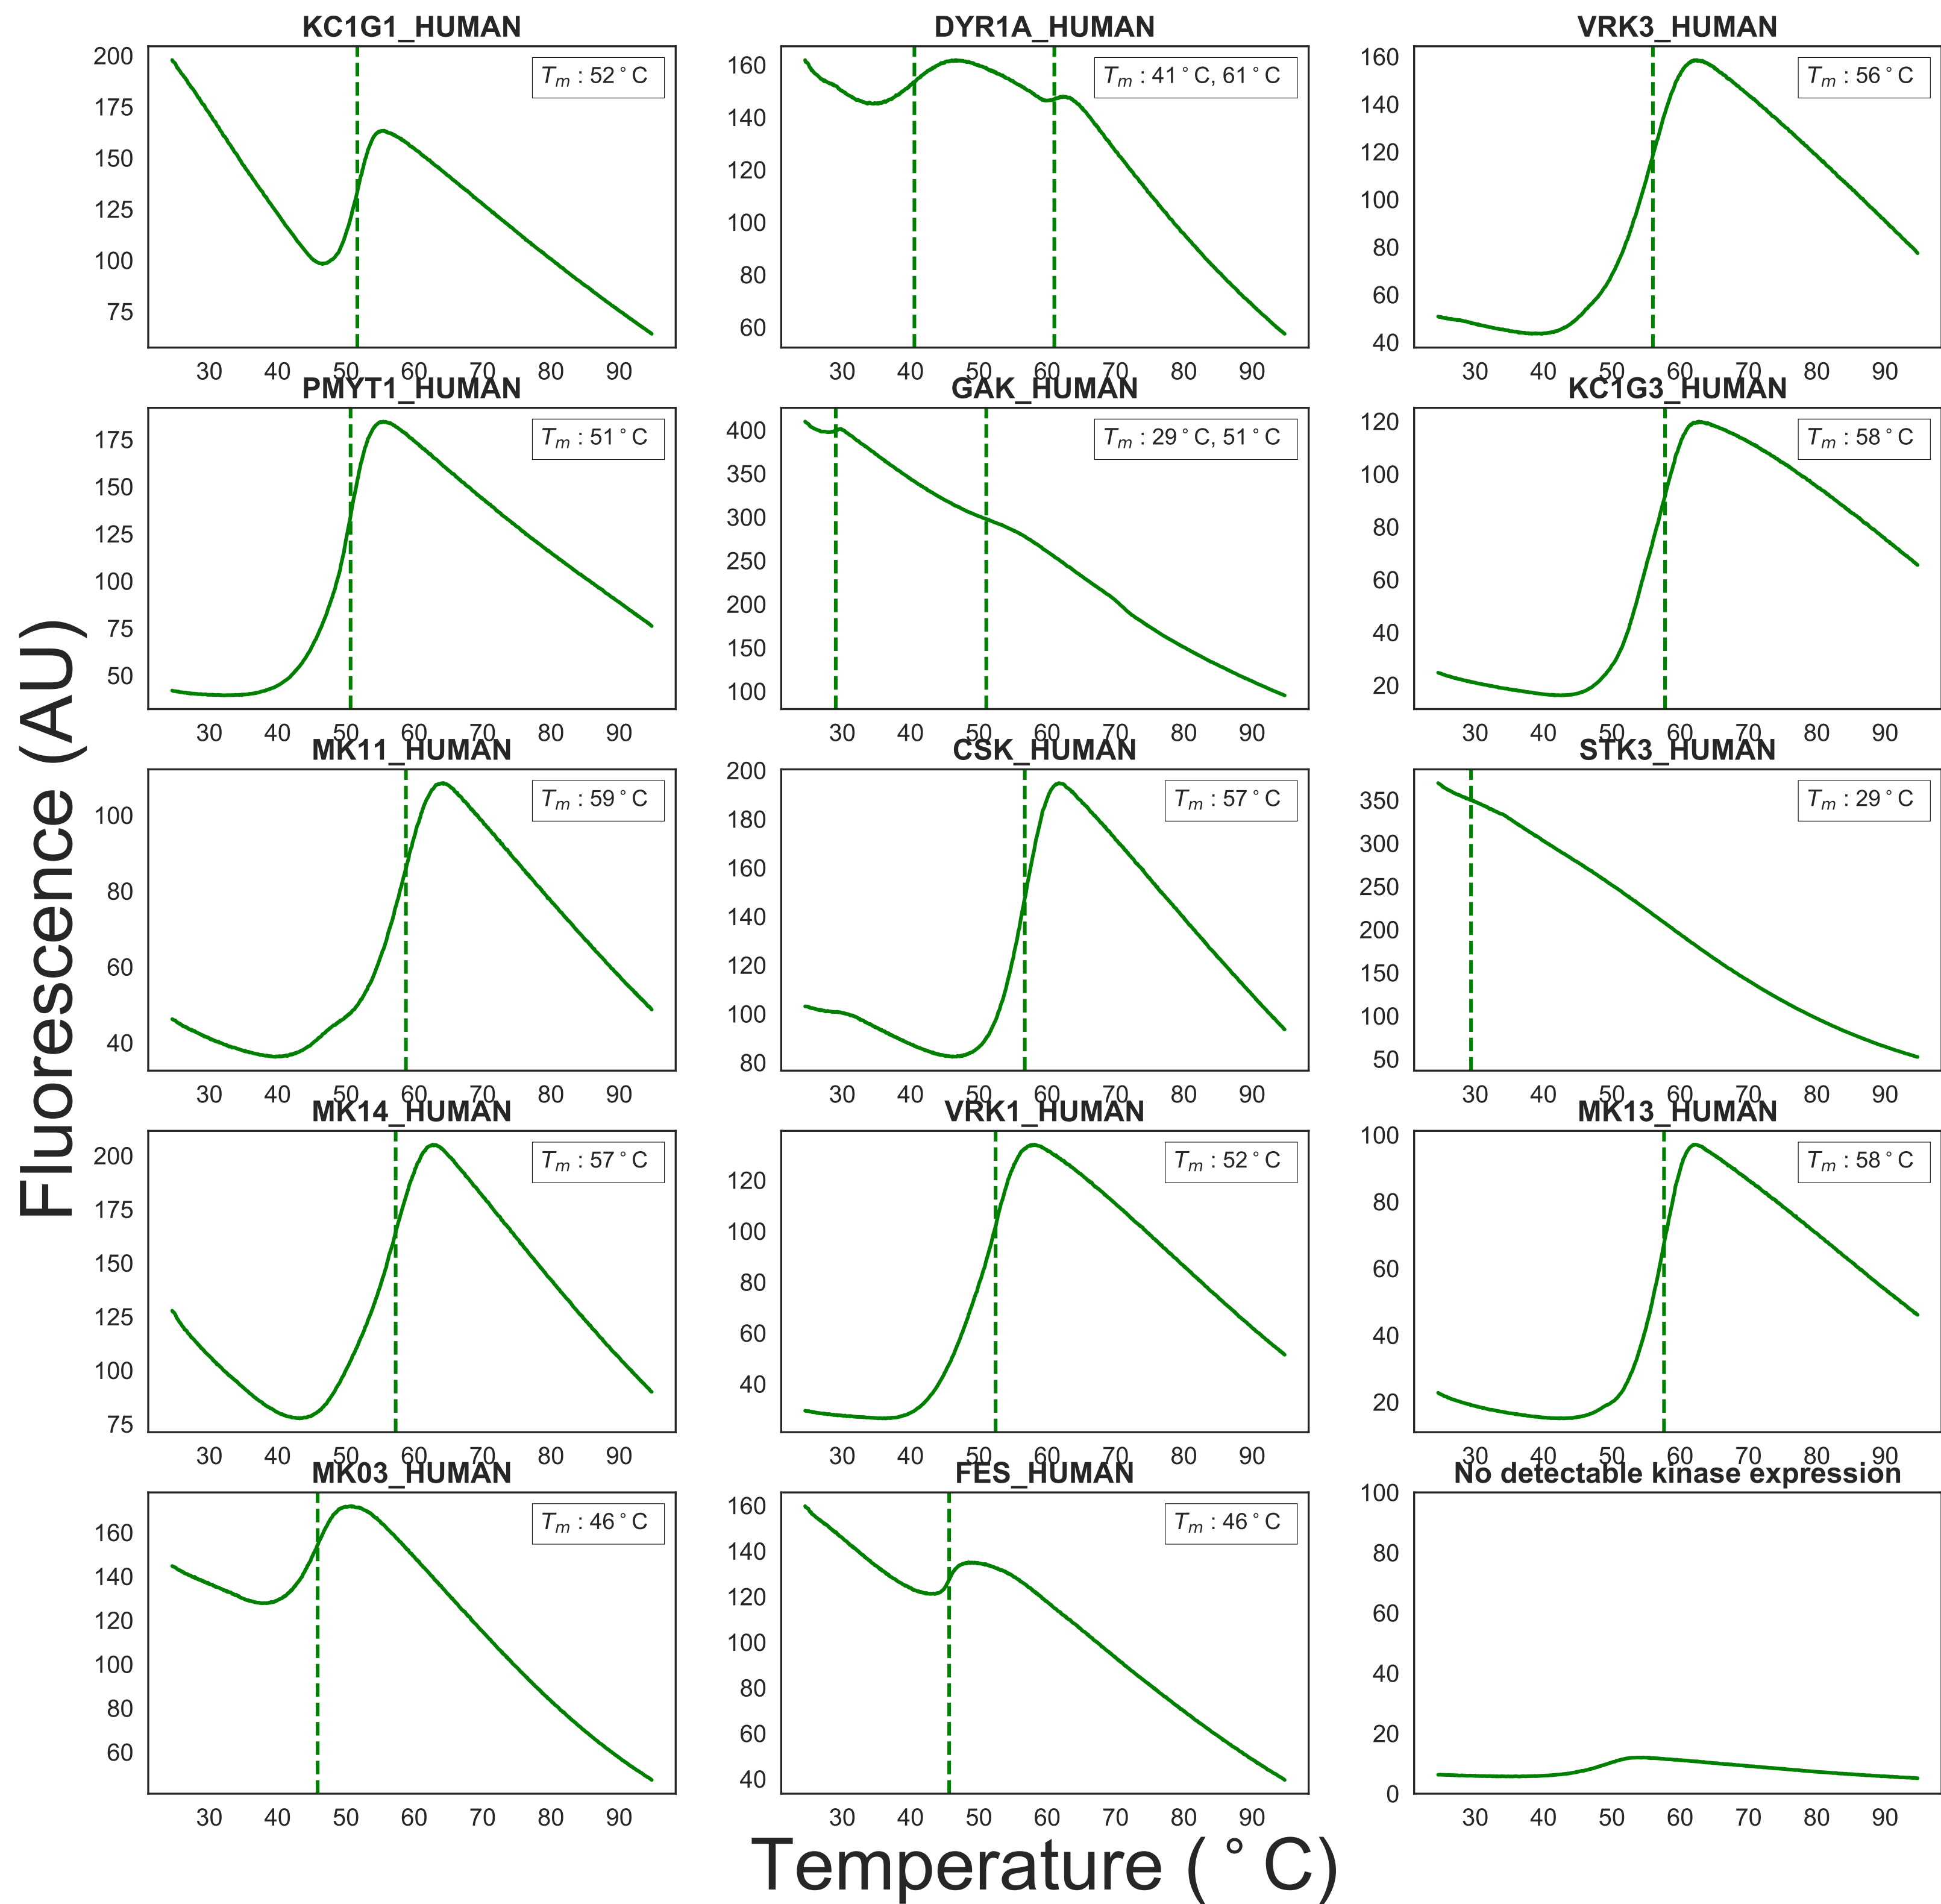 KC1G1_HUMAN
200
175
150
125
100
75
30 40 50 60 70 80 90
Tm : 52°C
DYR1A_HUMAN
160
140
120
100
80
60
30 40 50 60 70 80 90
Tm : 41°C, 61°C
VRK3_HUMAN
160
140
120
100
80
60
40
30 40 50 60 70 80 90
Tm : 56°C
PMYT1_HUMAN
175
150
125
100
75
50
30 40 50 60 70 80 90
Tm : 51°C
GAK_HUMAN
400
350
300
250
200
150
100
30 40 50 60 70 80 90
Tm : 29°C, 51°C
KC1G3_HUMAN
120
100
80
60
40
20
30 40 50 60 70 80 90
Tm : 58°C
MK11_HUMAN
100
80
60
40
30 40 50 60 70 80 90
Tm : 59°C
CSK_HUMAN
200
180
160
140
120
100
80
30 40 50 60 70 80 90
Tm : 57°C
STK3_HUMAN
350
300
250
200
150
100
50
30 40 50 60 70 80 90
Tm : 29°C
MK14_HUMAN
200
175
150
125
100
75
30 40 50 60 70 80 90
Tm : 57°C
VRK1_HUMAN
120
100
80
60
40
30 40 50 60 70 80 90
Tm : 52°C
MK13_HUMAN
100
80
60
40
20
30 40 50 60 70 80 90
Tm : 58°C
MK03_HUMAN
160
140
120
100
80
60
30 40 50 60 70 80 90
Tm : 46°C
FES_HUMAN
160
140
120
100
80
60
40
30 40 50 60 70 80 90
Tm : 46°C
No detectable kinase expression
100
80
60
40
20
0
30 40 50 60 70 80 90
Fluorescence (AU)
Temperature (°C)